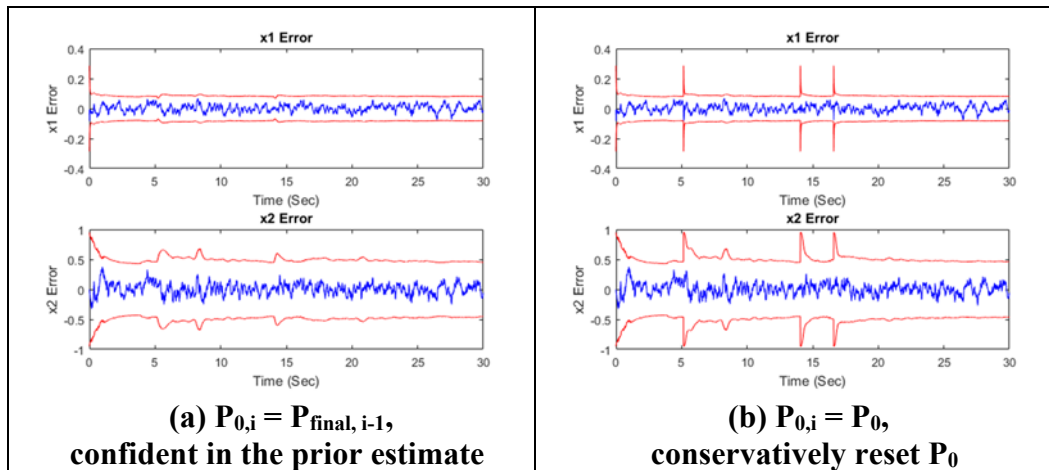 x1 Error
0.4
0.2
0
-0.2
-0.4
x1 Error
0 5 10 15 20 25 30
Time (Sec)
x2 Error
1
0.5
0
-0.5
-1
x2 Error
0 5 10 15 20 25 30
Time (Sec)
(a) P0,i = Pfinal, i-1,
confident in the prior estimate
x1 Error
0.4
0.2
0
-0.2
-0.4
x1 Error
0 5 10 15 20 25 30
Time (Sec)
x2 Error
1
0.5
0
-0.5
-1
x2 Error
0 5 10 15 20 25 30
Time (Sec)
(b) P0,i = P0,
conservatively reset P0